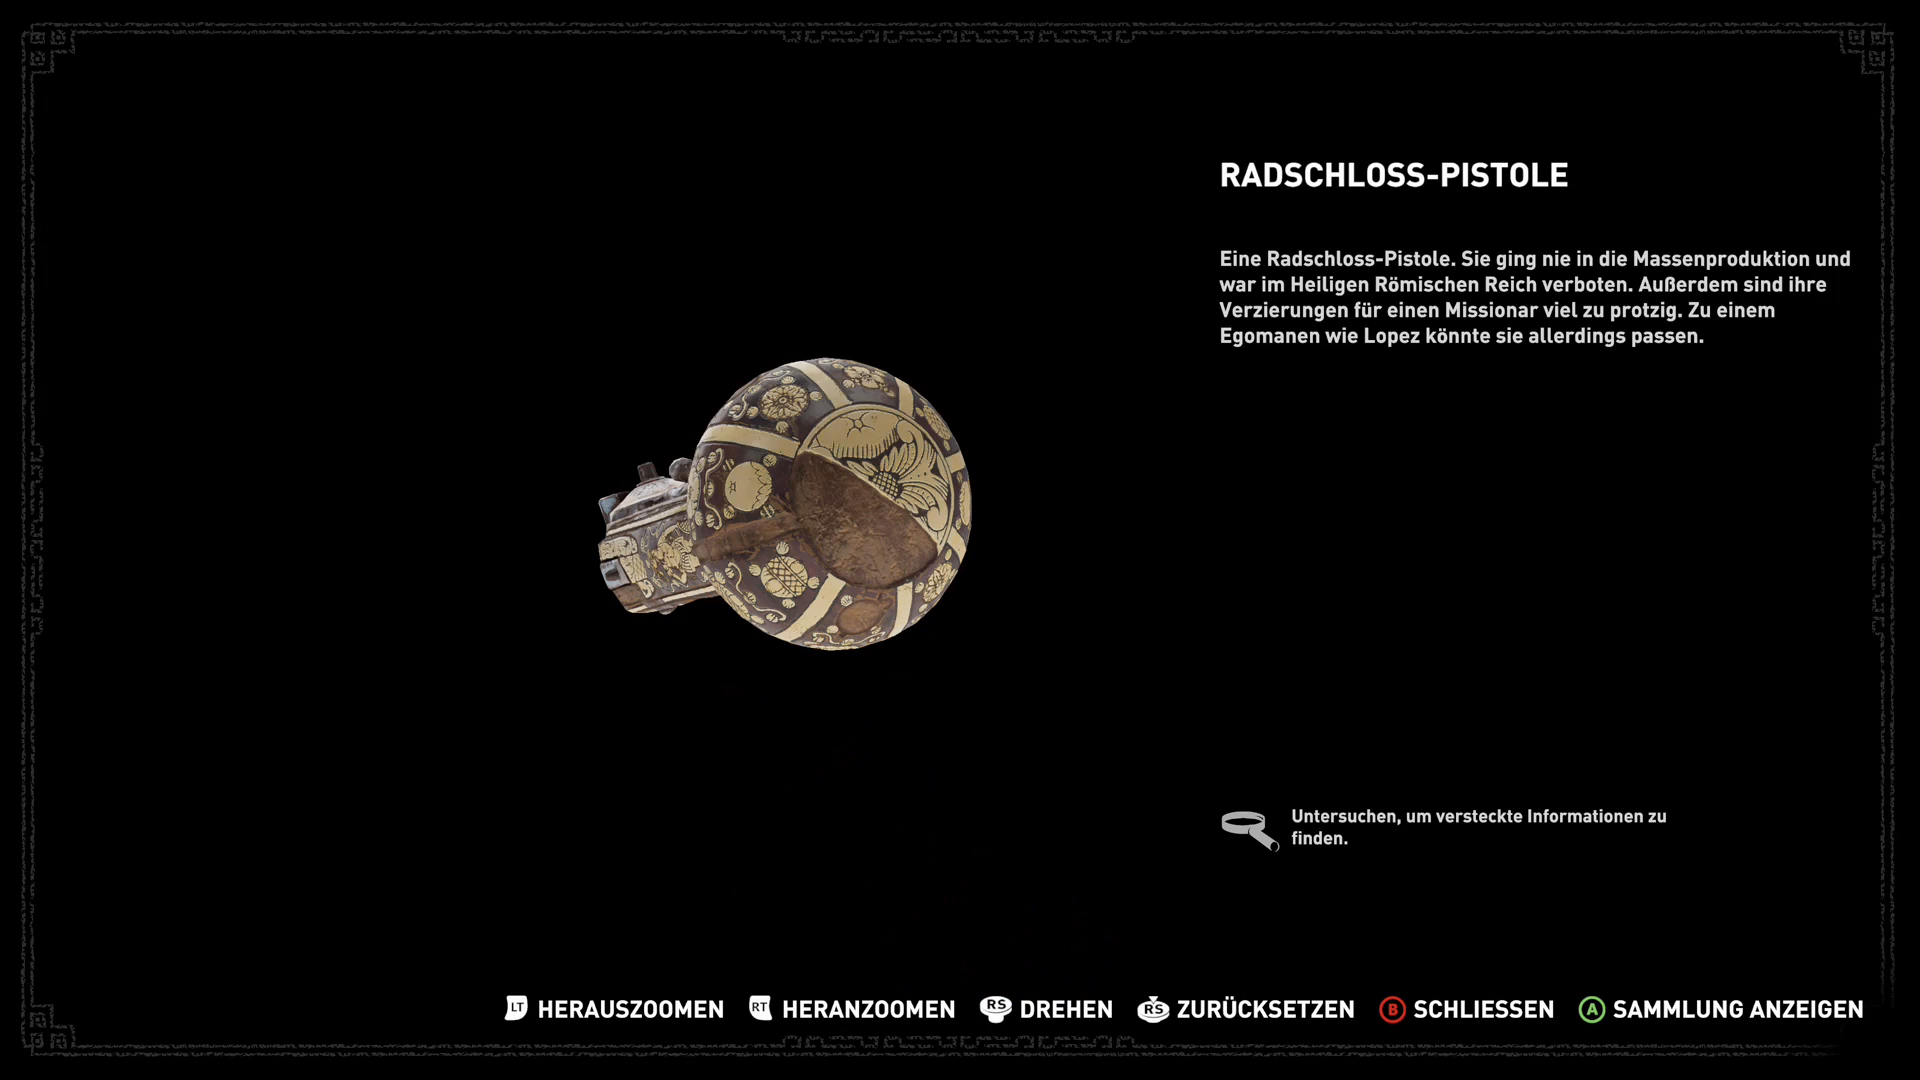 RADSCHLOSS-PISTOLE
Eine Radschloss-Pistole. Sie ging nie in die Massenproduktion und
war im Heiligen Römischen Reich verboten. Außerdem sind ihre
Verzierungen für einen Missionar viel zu protzig. Zu einem
Egomanen wie Lopez könnte sie allerdings passen.
Untersuchen, um versteckte Informationen zu
finden.
LT HERAUSZOOMEN RT HERANZOOMEN RS DREHEN RS ZURÜCKSETZEN B SCHLIESSEN A SAMMLUNG ANZEIGEN